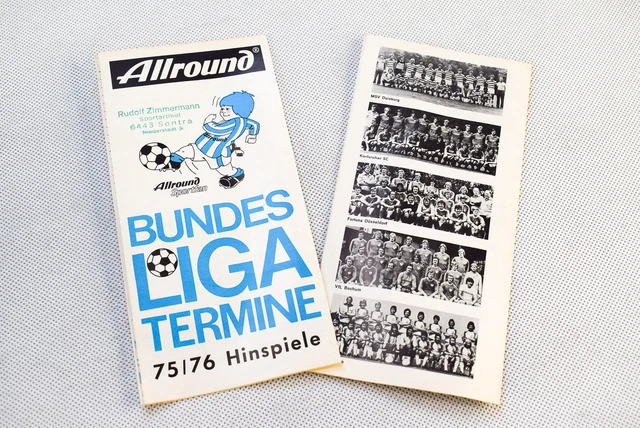 Allround®
Rudolf Zimmermann
Sportartikel
6443 Sontra
Allround
Sportfan
BUNDES
LIGA
TERMINE
75/76 Hinspiele
MSV Duisburg
Karlsruher SC
Fortuna Düsseldorf
VfL Bochum